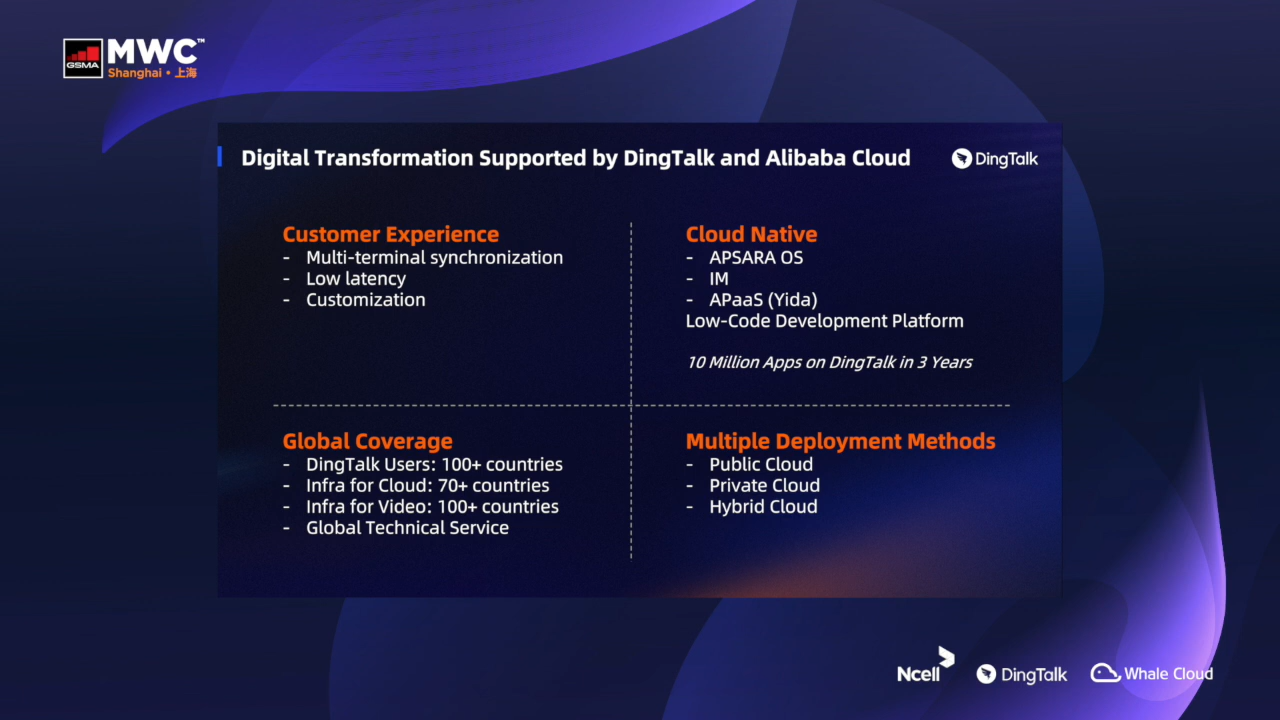 GSMA
MWC™
Shanghai • 上海
Digital Transformation Supported by DingTalk and Alibaba Cloud
DingTalk
Customer Experience
- Multi-terminal synchronization
- Low latency
- Customization
Cloud Native
- APSARA OS
- IM
- APaaS (Yida)
Low-Code Development Platform
10 Million Apps on DingTalk in 3 Years
Global Coverage
- DingTalk Users: 100+ countries
- Infra for Cloud: 70+ countries
- Infra for Video: 100+ countries
- Global Technical Service
Multiple Deployment Methods
- Public Cloud
- Private Cloud
- Hybrid Cloud
Ncell
DingTalk
Whale Cloud